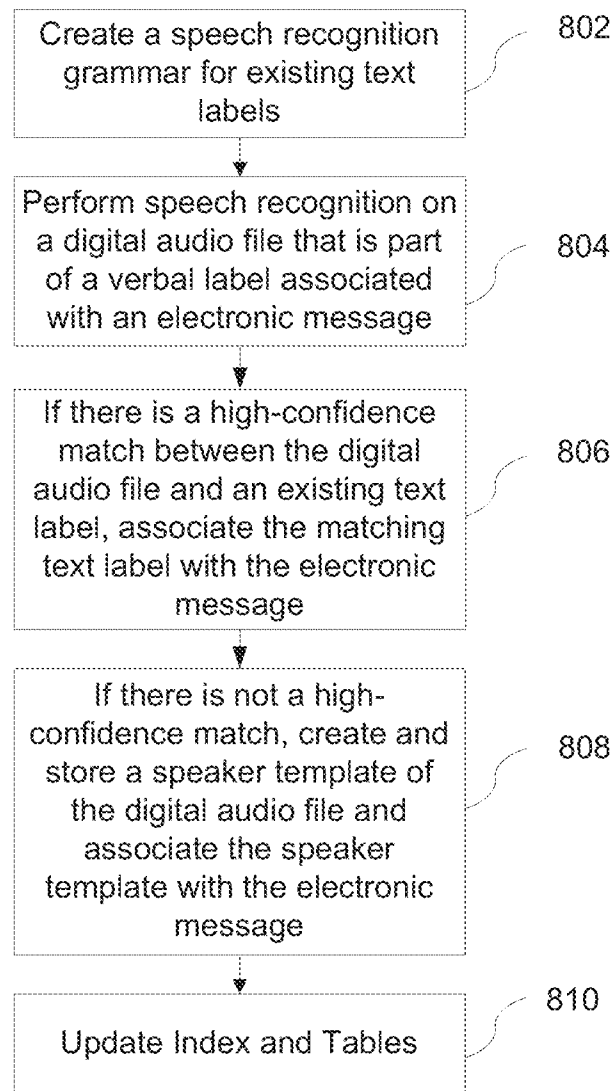 Create a speech recognition
grammar for existing text
labels
802
Perform speech recognition on
a digital audio file that is part
of a verbal label associated
with an electronic message
804
If there is a high-confidence
match between the digital
audio file and an existing text
label, associate the matching
text label with the electronic
message
806
If there is not a high-
confidence match, create and
store a speaker template of
the digital audio file and
associate the speaker
template with the electronic
message
808
Update Index and Tables
810